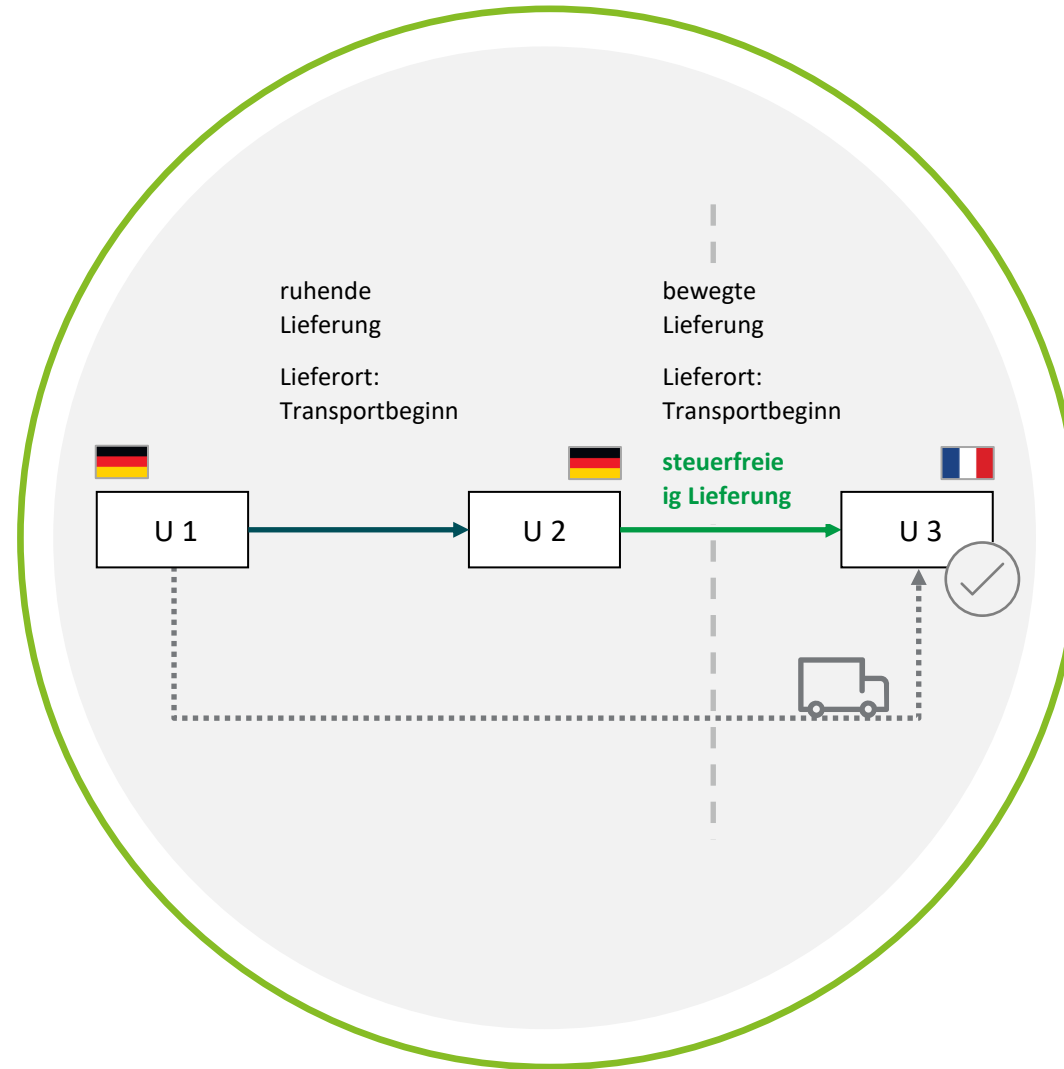 ruhende
Lieferung
Lieferort:
Transportbeginn
bewegte
Lieferung
Lieferort:
Transportbeginn
steuerfreie
ig Lieferung
U 1
U 2
U 3